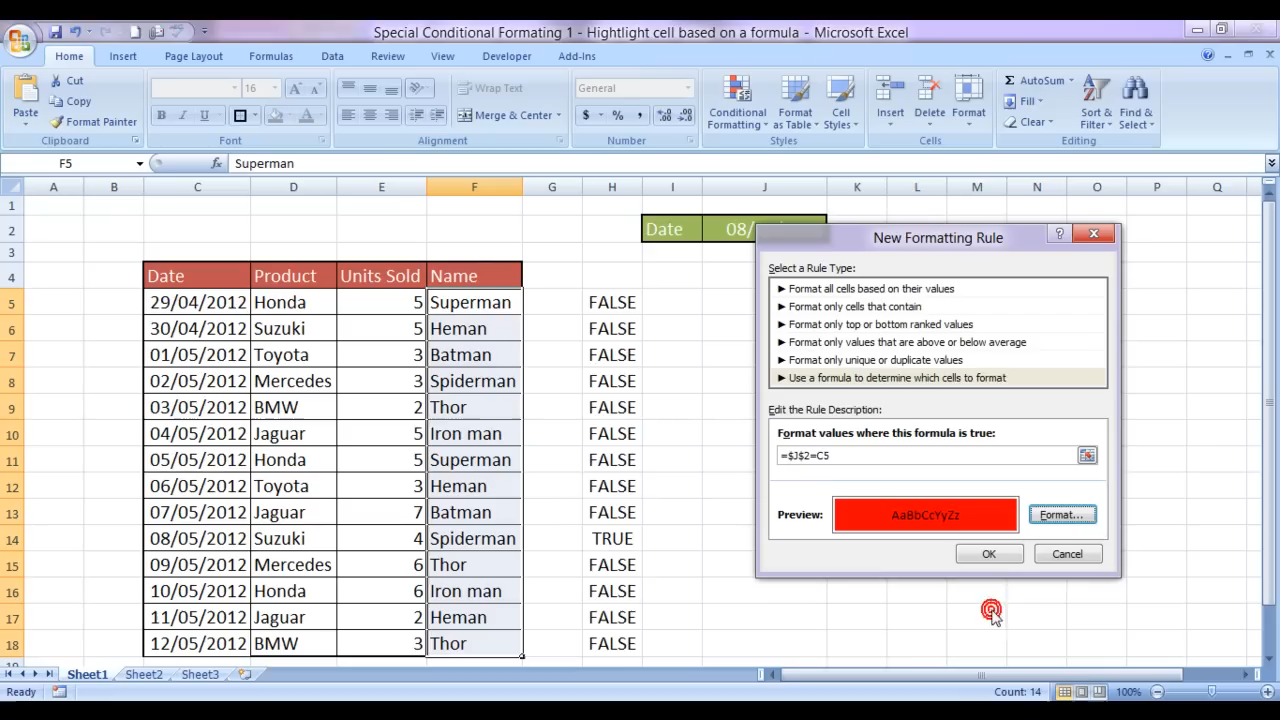 Special Conditional Formating 1 - Hightlight cell based on a formula - Microsoft Excel
Home Insert Page Layout Formulas Data Review View Developer Add-Ins
Paste
Cut
Copy
Format Painter
Clipboard
16 A A
B I U A
Font
Wrap Text
Merge & Center
Alignment
General
$ % ,
Number
Conditional Formatting
Format as Table
Cell Styles
Styles
Insert Delete Format
Cells
AutoSum
Fill
Clear
Sort & Filter
Find & Select
Editing
F5 fx Superman
A B C D E F G H I J K L M N O P Q
1
2 Date 08/
3
4 Date Product Units Sold Name
5 29/04/2012 Honda 5 Superman FALSE
6 30/04/2012 Suzuki 5 Heman FALSE
7 01/05/2012 Toyota 3 Batman FALSE
8 02/05/2012 Mercedes 3 Spiderman FALSE
9 03/05/2012 BMW 2 Thor FALSE
10 04/05/2012 Jaguar 5 Iron man FALSE
11 05/05/2012 Honda 5 Superman FALSE
12 06/05/2012 Toyota 3 Heman FALSE
13 07/05/2012 Jaguar 7 Batman FALSE
14 08/05/2012 Suzuki 4 Spiderman TRUE
15 09/05/2012 Mercedes 6 Thor FALSE
16 10/05/2012 Honda 6 Iron man FALSE
17 11/05/2012 Jaguar 2 Heman FALSE
18 12/05/2012 BMW 3 Thor FALSE
New Formatting Rule
Select a Rule Type:
► Format all cells based on their values
► Format only cells that contain
► Format only top or bottom ranked values
► Format only values that are above or below average
► Format only unique or duplicate values
► Use a formula to determine which cells to format
Edit the Rule Description:
Format values where this formula is true:
=$J$2=C5
Preview: AaBbCcYyZz Format...
OK Cancel
Sheet1 Sheet2 Sheet3
Ready Count: 14 100%